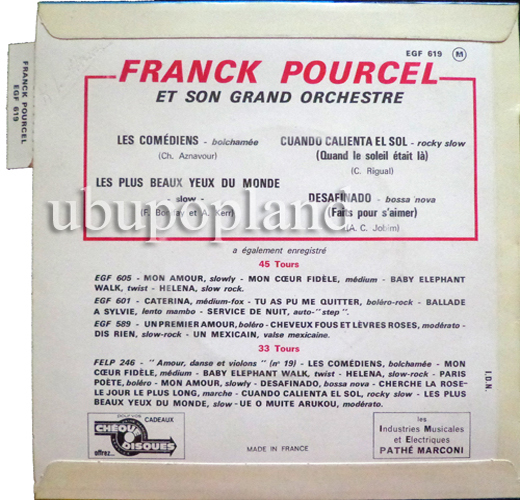 EGF 619 M
FRANCK POURCEL
EGF 619
FRANCK POURCEL
ET SON GRAND ORCHESTRE
LES COMÉDIENS - bolchamée
(Ch. Aznavour)
CUANDO CALIENTA EL SOL - rocky slow
(Quand le soleil était là)
(C. Rigual)
LES PLUS BEAUX YEUX DU MONDE
- slow -
(F. et A. Kerr)
DESAFINADO - bossa nova
(Faits pour s'aimer)
(A. C. Jobim)
ubupopland
a également enregistré
45 Tours
EGF 605 - MON AMOUR, slowly - MON CŒUR FIDÈLE, médium - BABY ELEPHANT
WALK, twist - HELENA, slow rock.
EGF 601 - CATERINA, médium-fox - TU AS PU ME QUITTER, boléro-rock - BALLADE
A SYLVIE, lento mambo - SERVICE DE NUIT, auto-" step ".
EGF 589 - UN PREMIER AMOUR, boléro - CHEVEUX FOUS ET LÈVRES ROSES, modérato -
DIS RIEN, slow-rock - UN MEXICAIN, valse mexicaine.
33 Tours
FELP 246 - " Amour, danse et violons " (n° 19) - LES COMÉDIENS, bolchamée - MON
CŒUR FIDÈLE, médium - BABY ELEPHANT WALK, twist - HELENA, slow-rock - PARIS
POËTE, boléro - MON AMOUR, slowly - DESAFINADO, bossa nova - CHERCHE LA ROSE-
LE JOUR LE PLUS LONG, marche - CUANDO CALIENTA EL SOL, rocky slow - LES PLUS
BEAUX YEUX DU MONDE, slow - UE O MUITE ARUKOU, modérato.
I.D.N.
pour vos CADEAUX
CHÈQU'
DISQUES
offrez...
MADE IN FRANCE
les
Industries Musicales
et Electriques
PATHÉ MARCONI